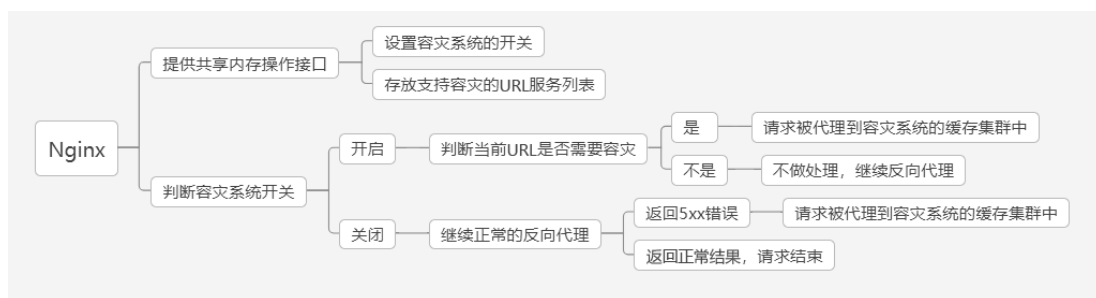 Nginx
提供共享内存操作接口
设置容灾系统的开关
存放支持容灾的URL服务列表
判断容灾系统开关
开启
判断当前URL是否需要容灾
是
请求被代理到容灾系统的缓存集群中
不是
不做处理，继续反向代理
关闭
继续正常的反向代理
返回5xx错误
请求被代理到容灾系统的缓存集群中
返回正常结果，请求结束